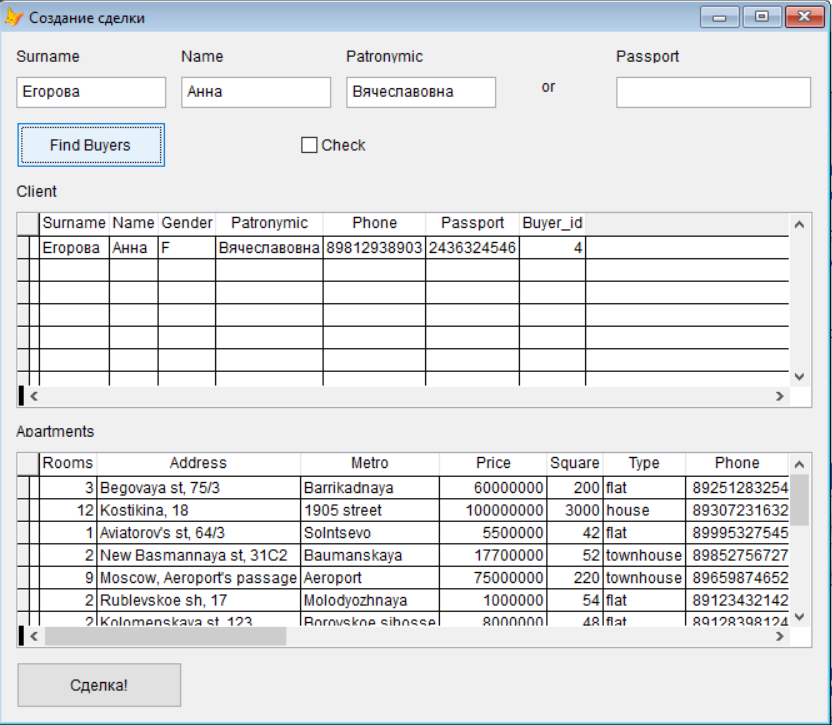 Создание сделки
Surname Name Patronymic Passport
Егорова Анна Вячеславовна or
Find Buyers Check
Client
Surname Name Gender Patronymic Phone Passport Buyer_id
Егорова Анна F Вячеславовна 89812938903 2436324546 4
Apartments
Rooms Address Metro Price Square Type Phone
3 Begovaya st, 75/3 Barrikadnaya 60000000 200 flat 89251283254
12 Kostikina, 18 1905 street 100000000 3000 house 89307231632
1 Aviatorov's st, 64/3 Solntsevo 5500000 42 flat 89995327545
2 New Basmannaya st, 31C2 Baumanskaya 17700000 52 townhouse 89852756727
9 Moscow, Aeroport's passage Aeroport 75000000 220 townhouse 89659874652
2 Rublevskoe sh, 17 Molodyozhnaya 1000000 54 flat 89123432142
2 Kolomenskaya st, 123 Borovskoe sihosse 8000000 48 flat 89128398124
Сделка!